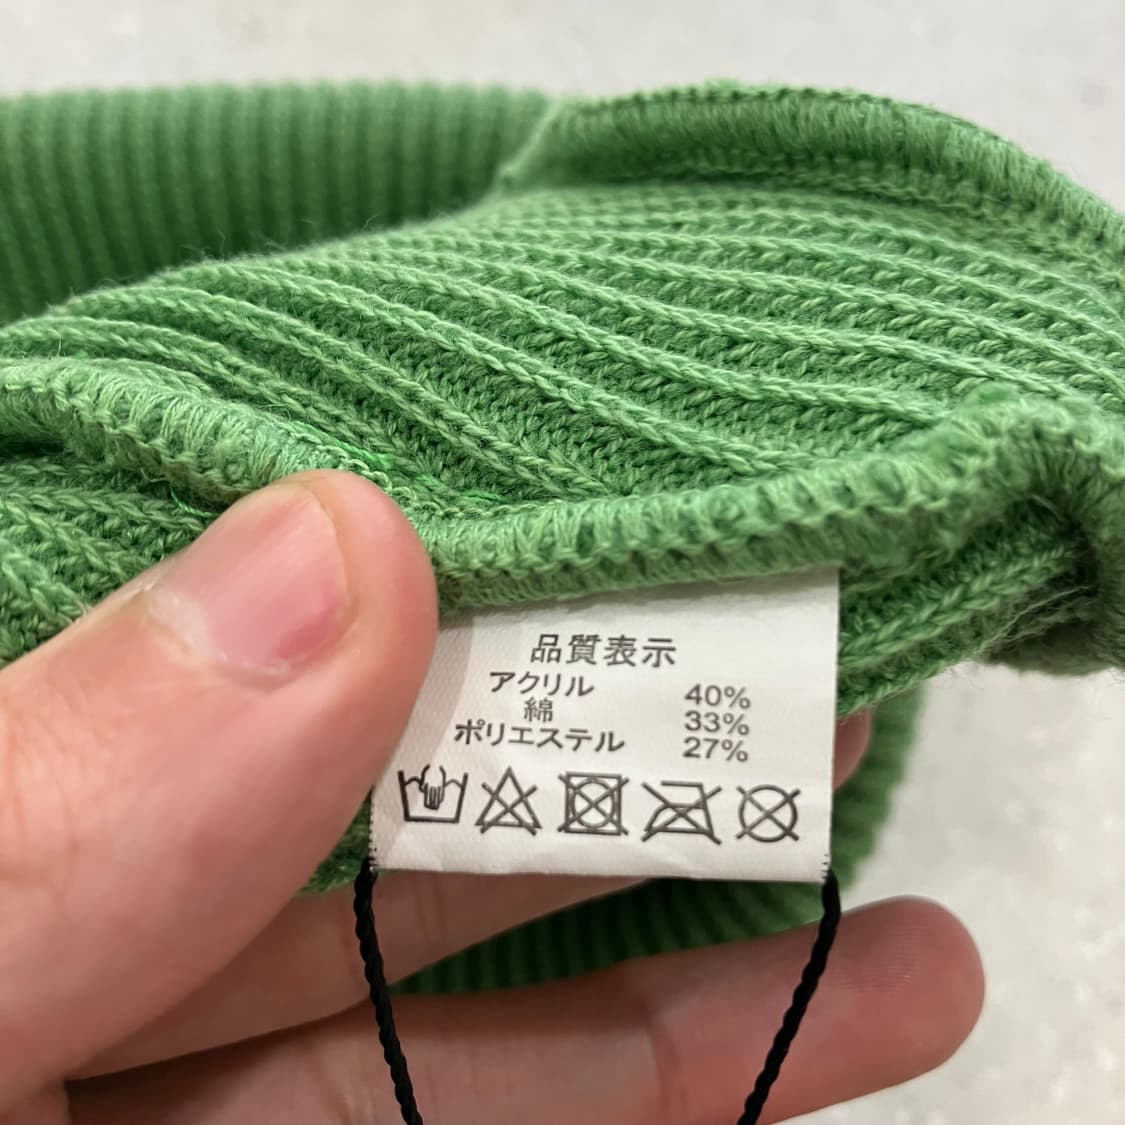 品質表示
アクリル 40%
綿 33%
ポリエステル 27%